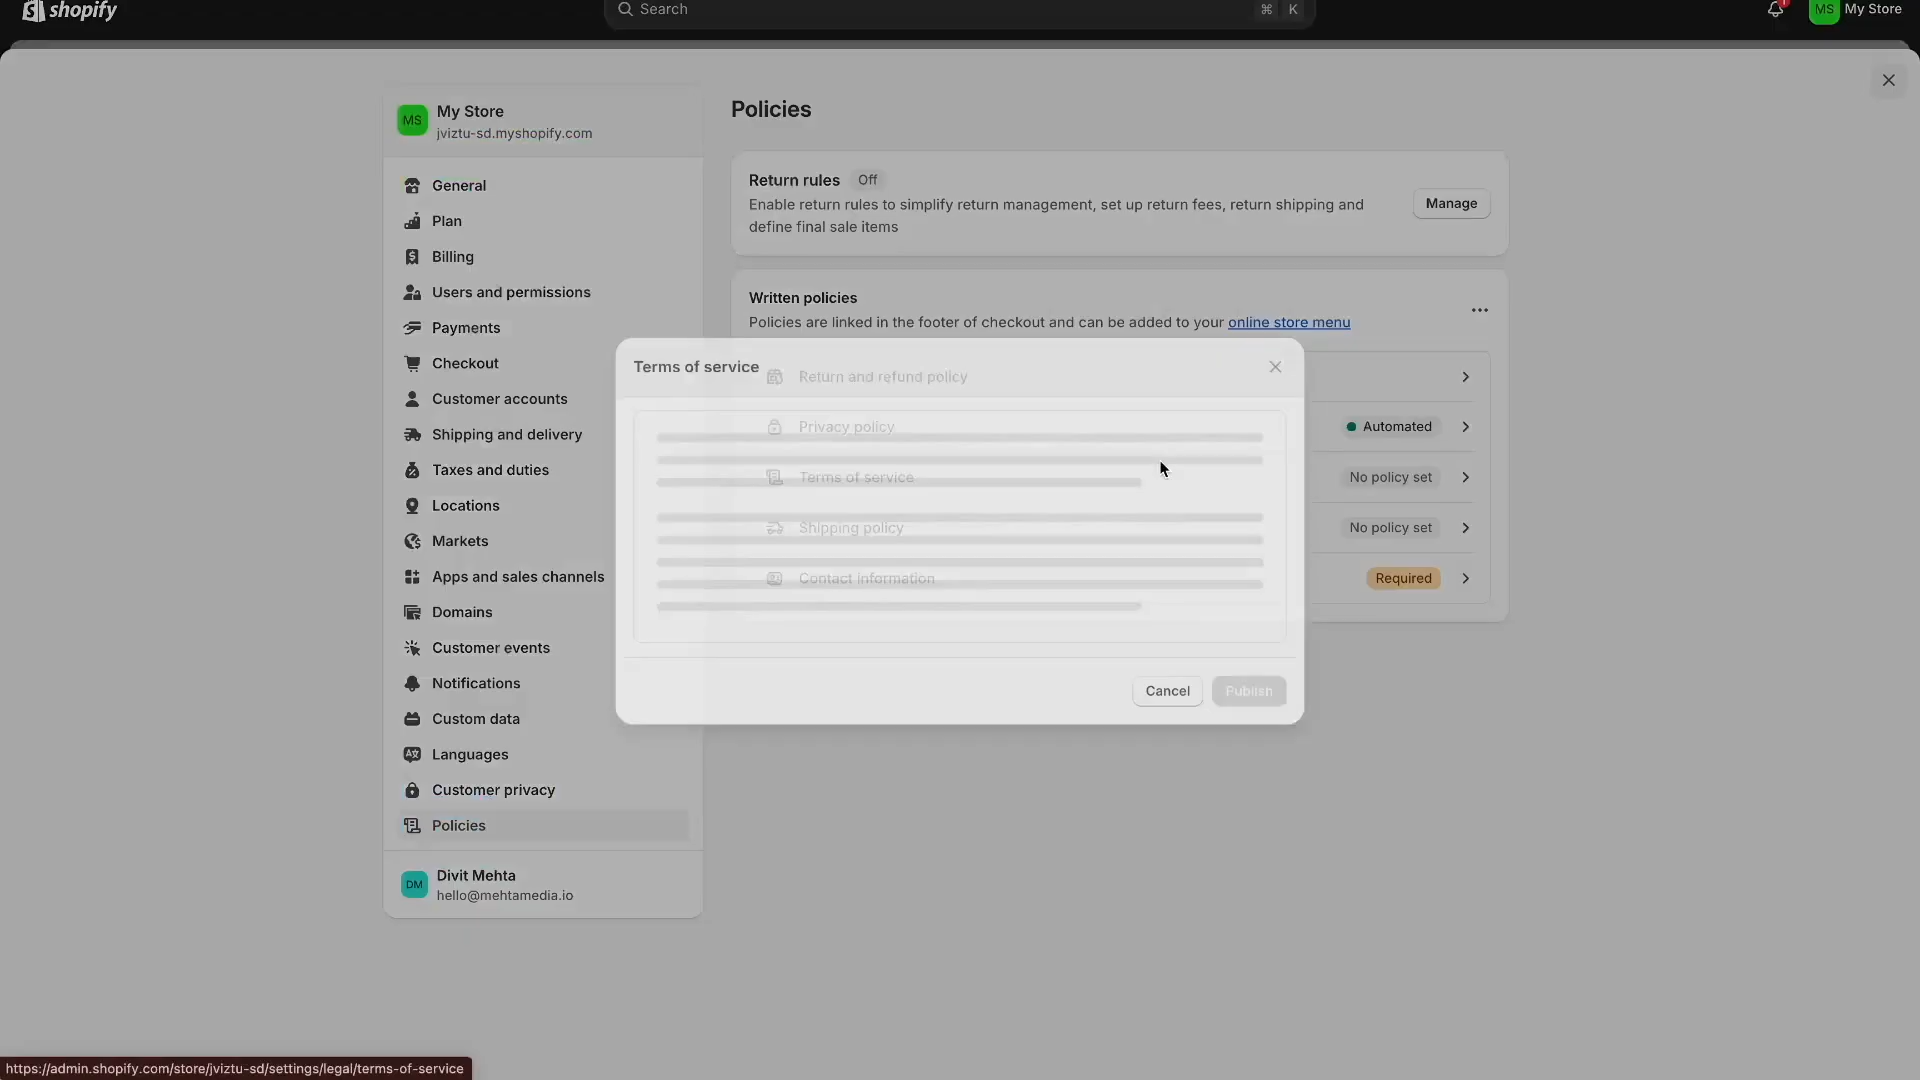 shopify
Search
⌘ K
1
MS
My Store
MS
My Store
jviztu-sd.myshopify.com
General
Plan
Billing
Users and permissions
Payments
Checkout
Customer accounts
Shipping and delivery
Taxes and duties
Locations
Markets
Apps and sales channels
Domains
Customer events
Notifications
Custom data
Languages
Customer privacy
Policies
DM
Divit Mehta
hello@mehtamedia.io
Policies
Return rules Off
Enable return rules to simplify return management, set up return fees, return shipping and
define final sale items
Manage
Written policies
Policies are linked in the footer of checkout and can be added to your online store menu
Terms of service
Return and refund policy
Privacy policy
Automated
Terms of service
No policy set
Shipping policy
No policy set
Contact information
Required
Cancel
Publish
https://admin.shopify.com/store/jviztu-sd/settings/legal/terms-of-service